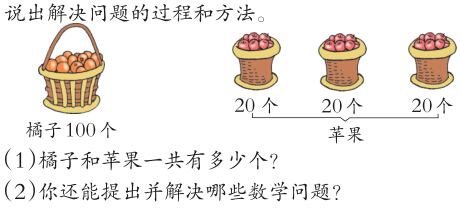 说出解决问题的过程和方法。
20个 20个 20个
橘子100个 苹果
(1)橘子和苹果一共有多少个?
(2)你还能提出并解决哪些数学问题?